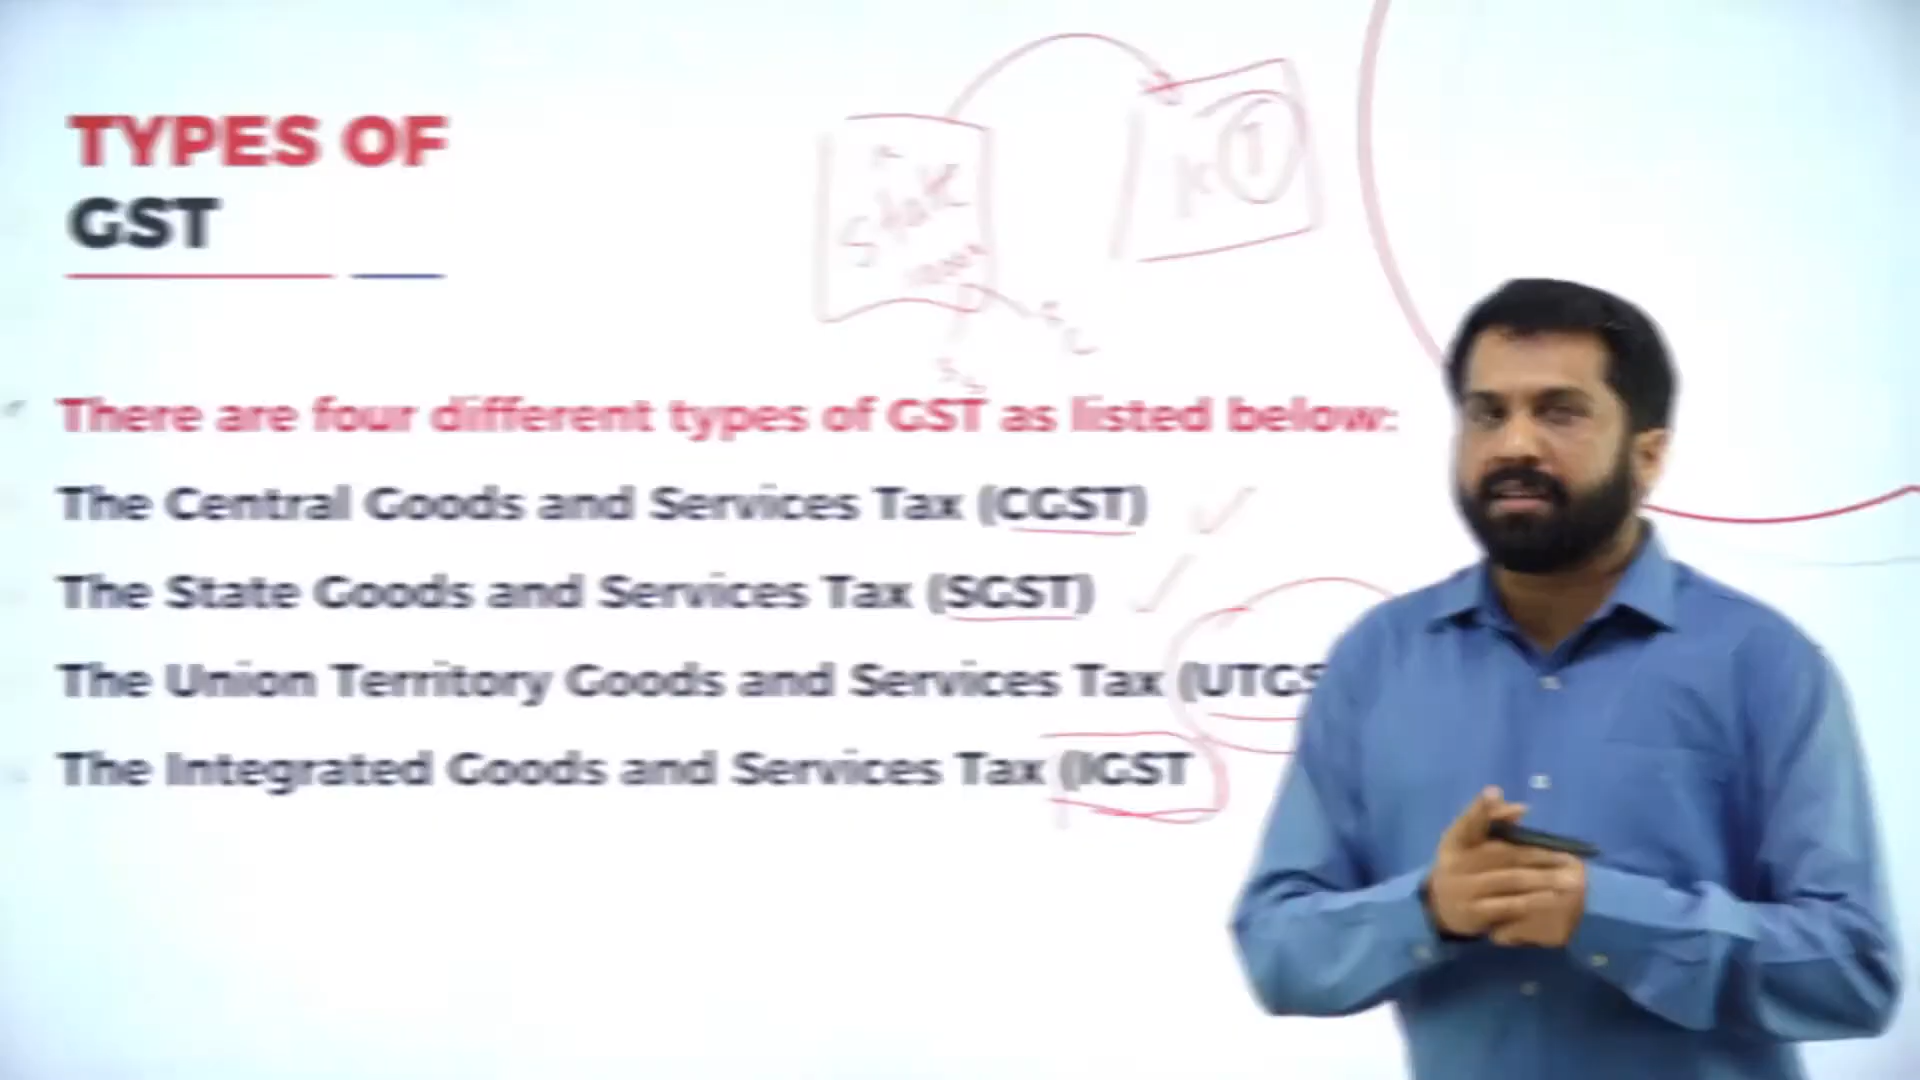 TYPES OF
GST
State
There are four different types of GST as listed below:
The Central Goods and Services Tax (CGST)
The State Goods and Services Tax (SGST)
The Union Territory Goods and Services Tax (UTGS
The Integrated Goods and Services Tax (IGST